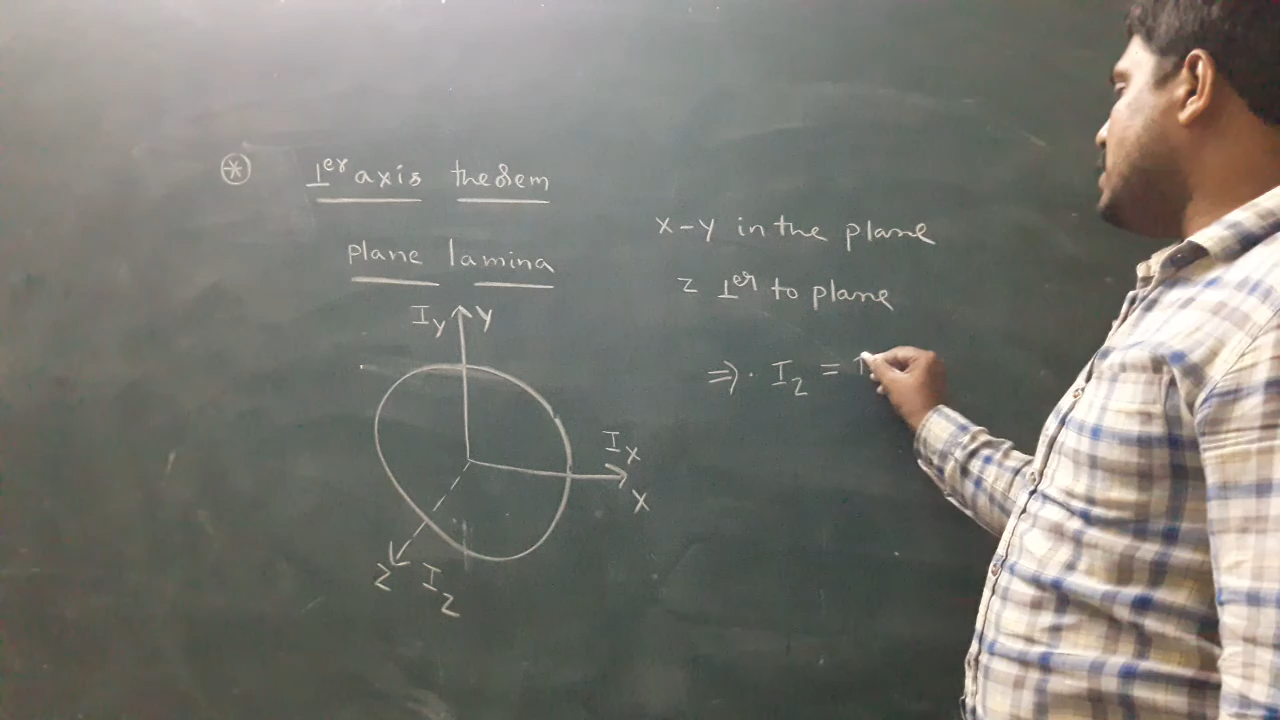 ⊛ ⊥er axis theorem
plane lamina
Iy Y
Ix
X
Z Iz
X-Y in the plane
Z ⊥er to plane
⇒ . Iz = I